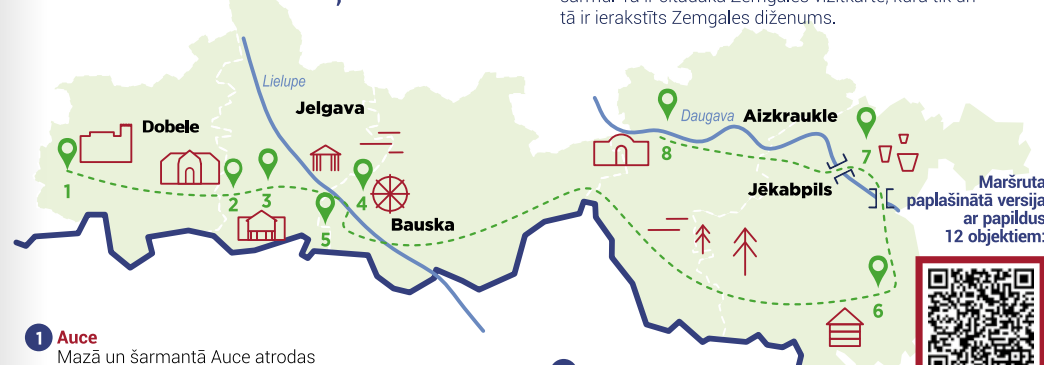 tā ir ierakstīts Zemgales diženums.
Lielupe
Jelgava
Dobele
Daugava
Aizkraukle
1
2
3
4
5
Bauska
8
7
Jēkabpils
6
Maršruta
paplašinātā versija
ar papildus
12 objektiem:
1 Auce
Mazā un šarmantā Auce atrodas